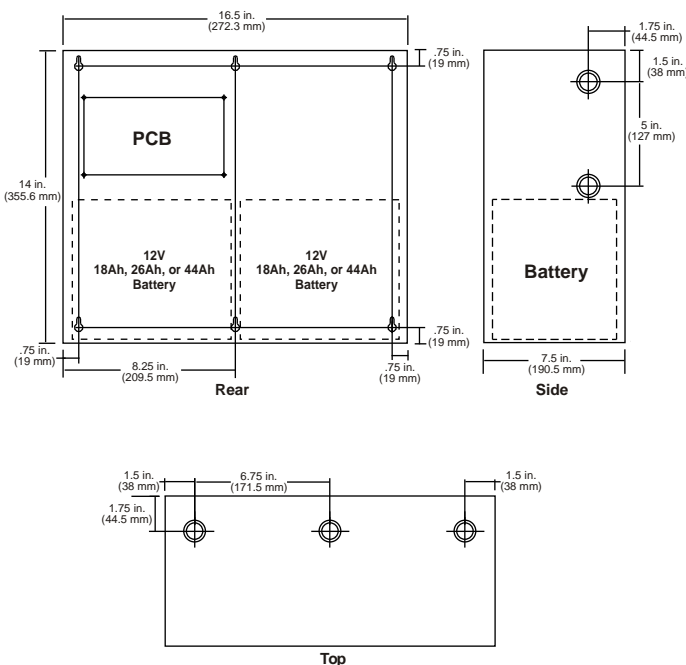 16.5 in.
(272.3 mm)
.75 in.
(19 mm)
14 in.
(355.6 mm)
PCB
12V
18Ah, 26Ah, or 44Ah
Battery
12V
18Ah, 26Ah, or 44Ah
Battery
.75 in.
(19 mm)
.75 in.
(19 mm)
8.25 in.
(209.5 mm)
.75 in.
(19 mm)
Rear
1.75 in.
(44.5 mm)
1.5 in.
(38 mm)
5 in.
(127 mm)
Battery
7.5 in.
(190.5 mm)
Side
1.5 in.
(38 mm)
6.75 in.
(171.5 mm)
1.5 in.
(38 mm)
1.75 in.
(44.5 mm)
Top